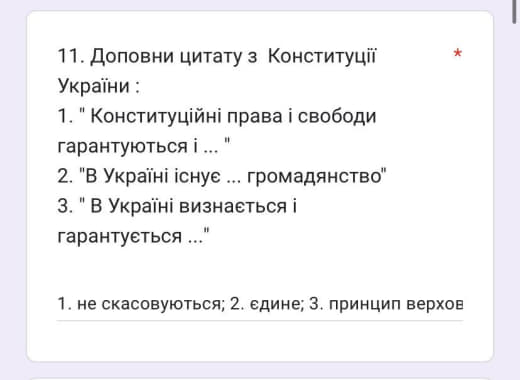 11. Доповни цитату з Конституції *
України :
1. " Конституційні права і свободи
гарантуються і ... "
2. "В Україні існує ... громадянство"
3. " В Україні визнається і
гарантується ..."
1. не скасовуються; 2. єдине; 3. принцип верхов